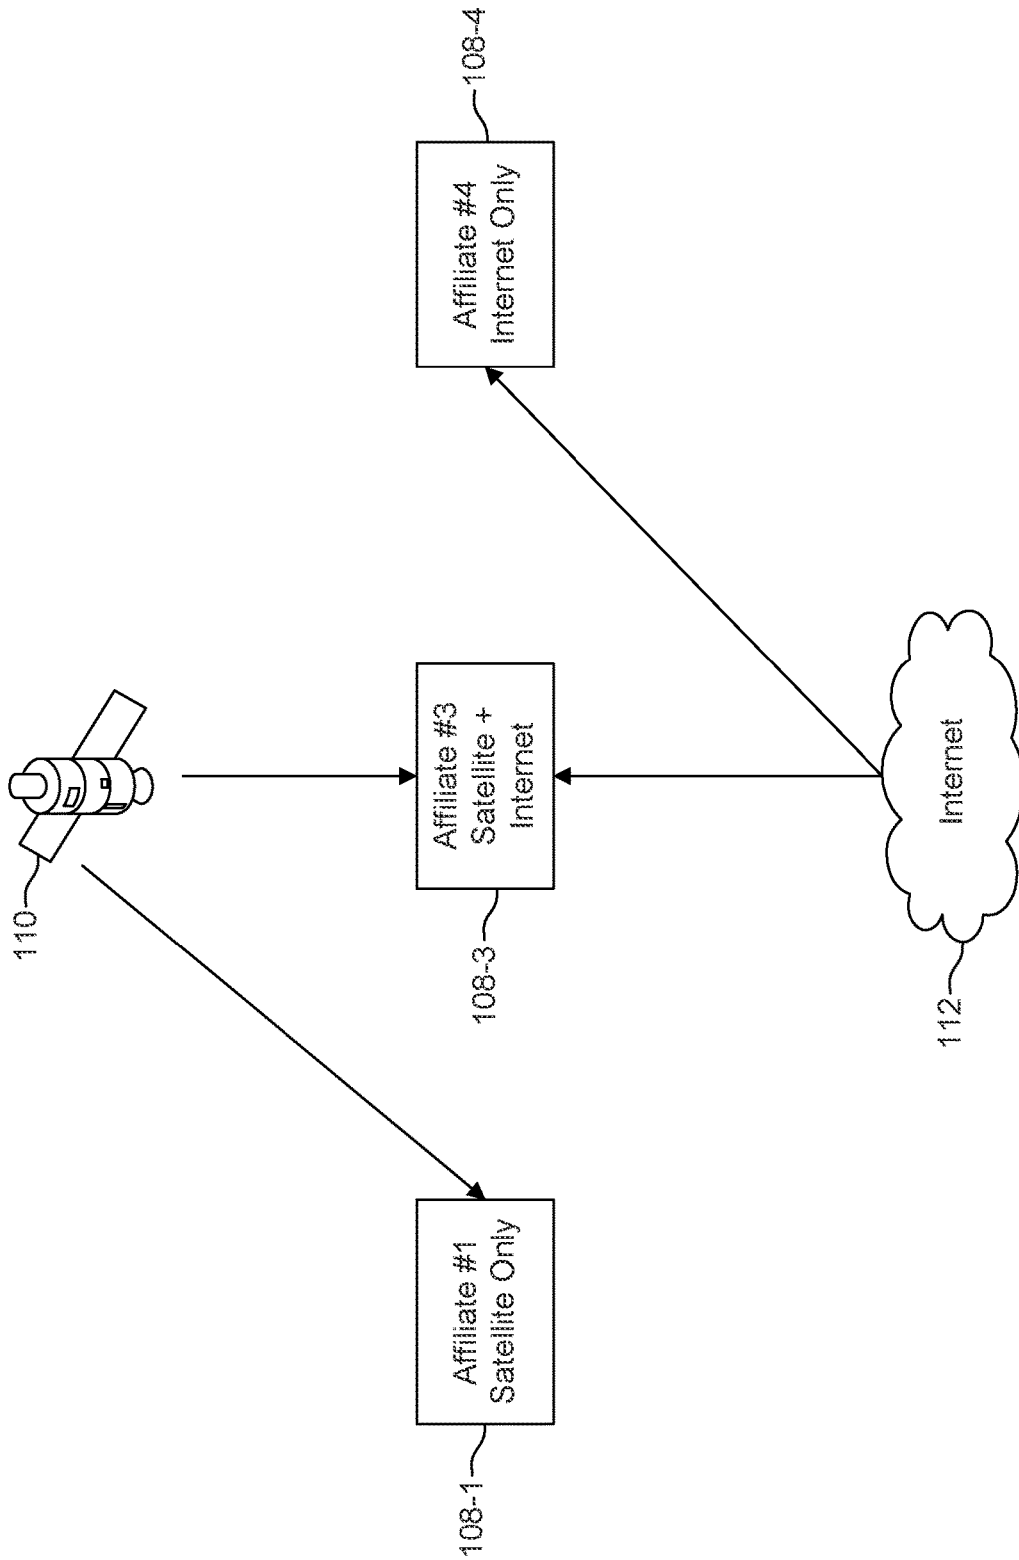 110
108-1
Affiliate #1
Satellite Only
108-3
Affiliate #3
Satellite +
Internet
Affiliate #4
Internet Only
108-4
112
Internet